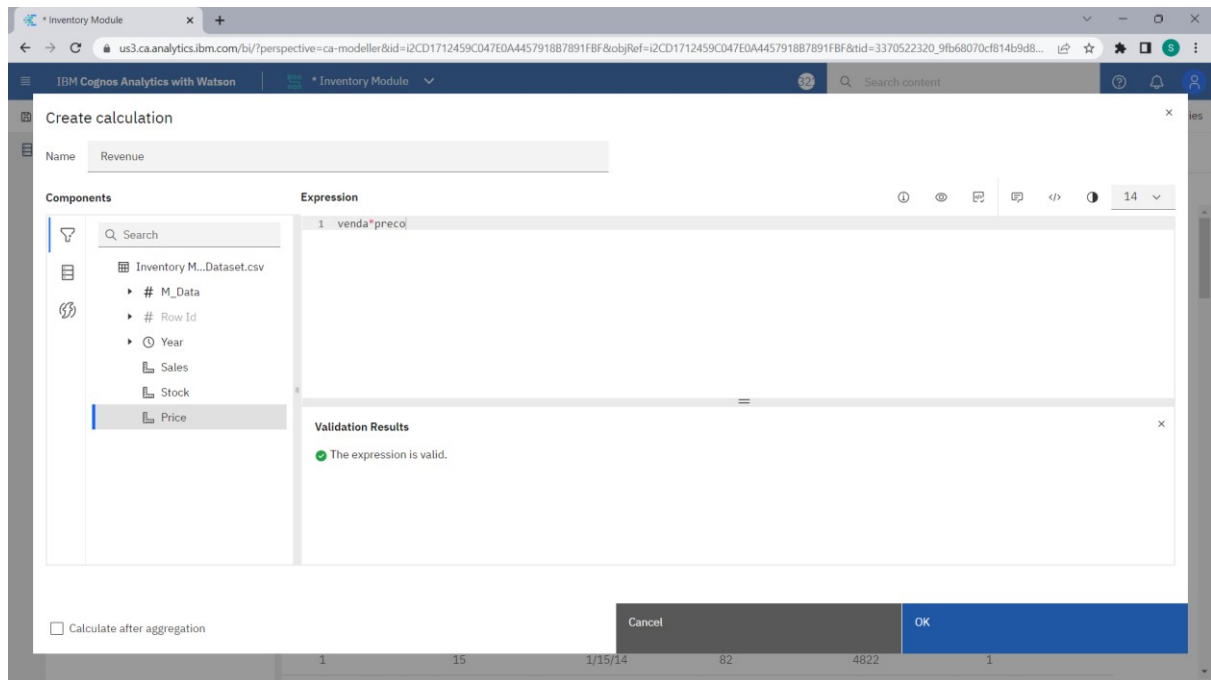 * Inventory Module
us3.ca.analytics.ibm.com/bi/?perspective=ca-modeller&id=i2CD1712459C047E0A4457918B7891FBF&objRef=i2CD1712459C047E0A4457918B7891FBF&tid=3370522320_9fb68070cf814b9d8...
S
IBM Cognos Analytics with Watson
* Inventory Module
32
Search content
Create calculation
ies
Name
Revenue
Components
Expression
14
Search
1 venda*preco
Inventory M...Dataset.csv
# M_Data
# Row Id
Year
Sales
Stock
Price
Validation Results
The expression is valid.
Calculate after aggregation
Cancel
OK
1 15 1/15/14 82 4822 1